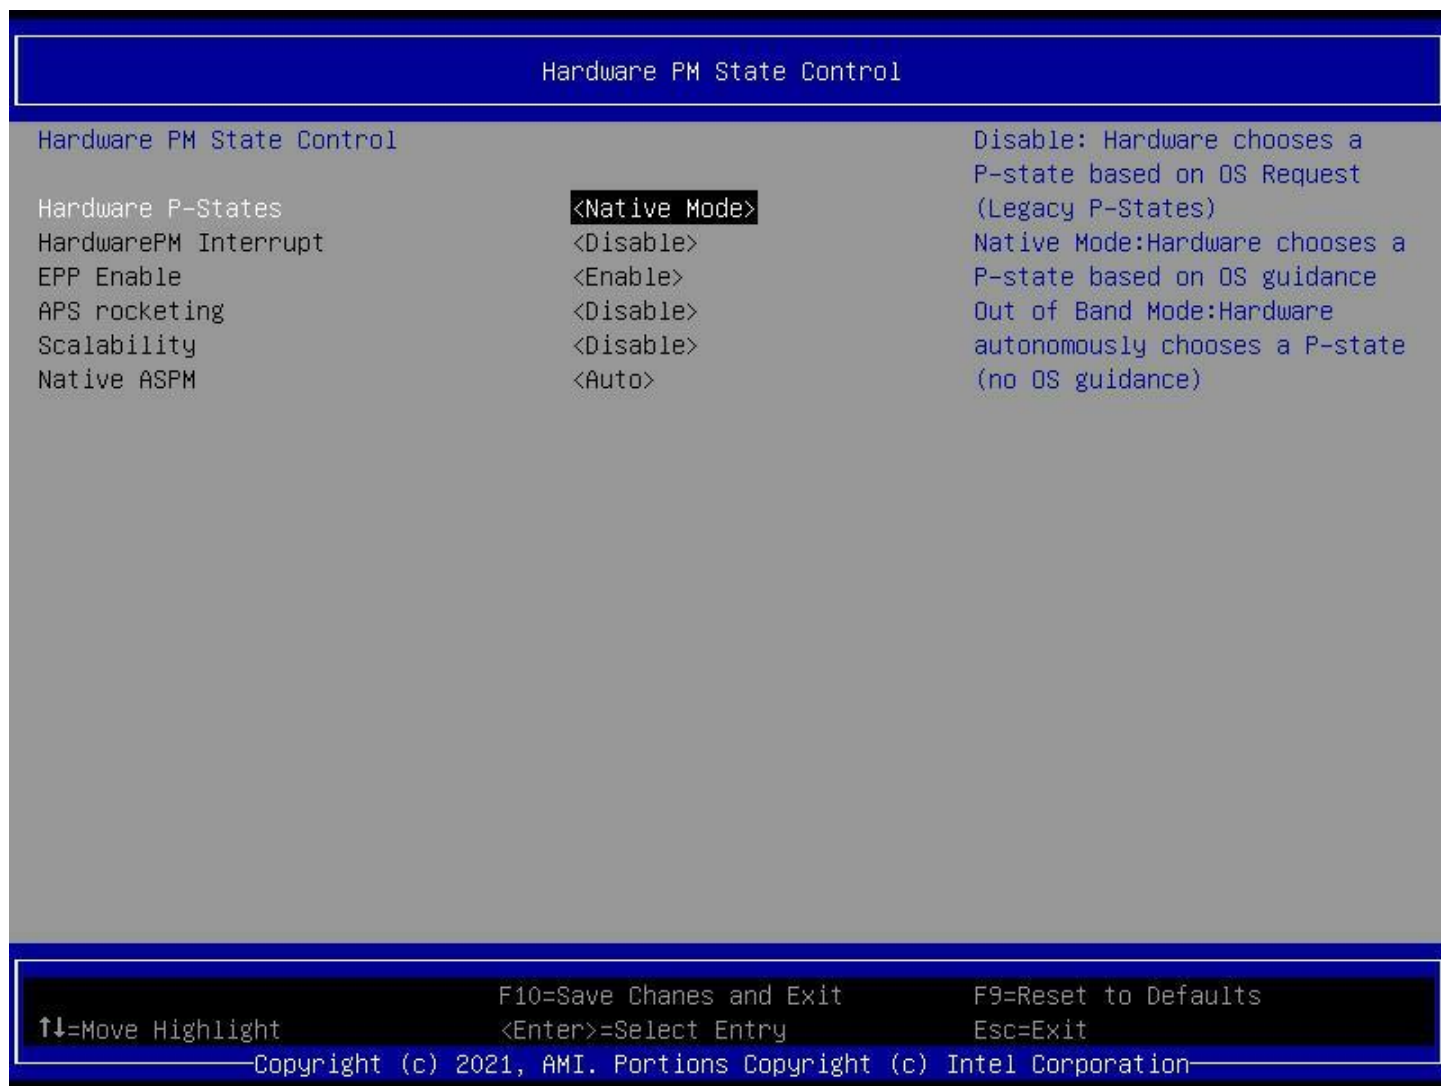 Hardware PM State Control
Hardware PM State Control
Hardware P-States <Native Mode>
HardwarePM Interrupt <Disable>
EPP Enable <Enable>
APS rocketing <Disable>
Scalability <Disable>
Native ASPM <Auto>
Disable: Hardware chooses a
P-state based on OS Request
(Legacy P-States)
Native Mode:Hardware chooses a
P-state based on OS guidance
Out of Band Mode:Hardware
autonomously chooses a P-state
(no OS guidance)
F10=Save Chanes and Exit F9=Reset to Defaults
↑↓=Move Highlight <Enter>=Select Entry Esc=Exit
Copyright (c) 2021, AMI. Portions Copyright (c) Intel Corporation